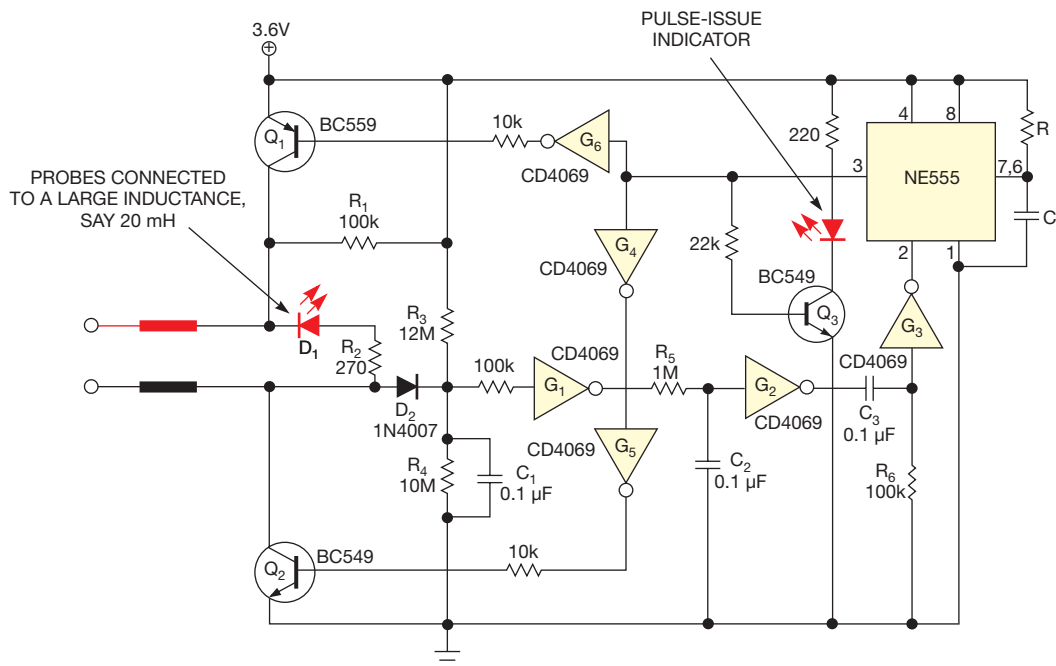 PULSE-ISSUE
INDICATOR
3.6V
BC559
Q1
10k
G6
CD4069
220
4
8
R
3
NE555
7,6
C
2
1
PROBES CONNECTED
TO A LARGE INDUCTANCE,
SAY 20 mH
R1
100k
G4
CD4069
22k
BC549
Q3
D1
R2
270
R3
12M
D2
1N4007
100k
G1
CD4069
R5
1M
G2
CD4069
CD4069
G3
C3
0.1 µF
R4
10M
C1
0.1 µF
CD4069
G5
C2
0.1 µF
R6
100k
BC549
Q2
10k